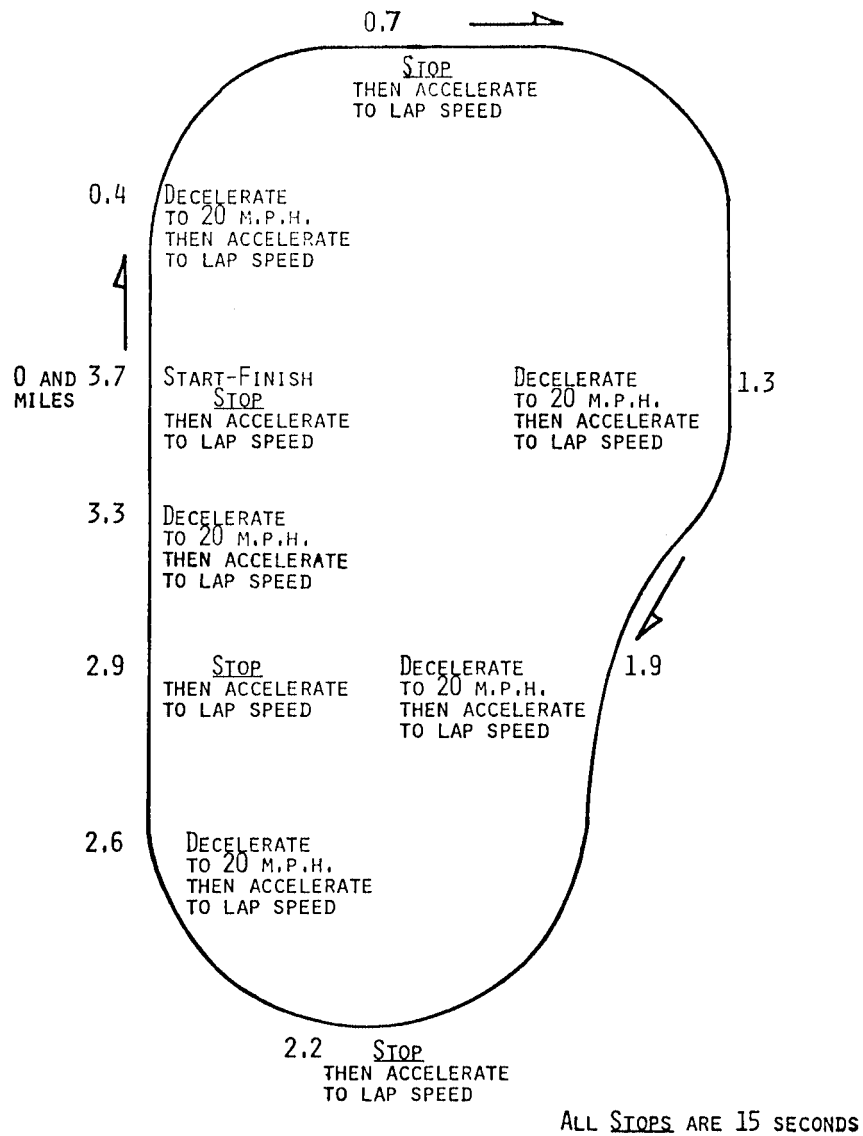 0.7
STOP
THEN ACCELERATE
TO LAP SPEED
0.4
DECELERATE
TO 20 M.P.H.
THEN ACCELERATE
TO LAP SPEED
0 AND 3.7
MILES
START-FINISH
STOP
THEN ACCELERATE
TO LAP SPEED
DECELERATE
TO 20 M.P.H.
THEN ACCELERATE
TO LAP SPEED
1.3
3.3
DECELERATE
TO 20 M.P.H.
THEN ACCELERATE
TO LAP SPEED
2.9
STOP
THEN ACCELERATE
TO LAP SPEED
DECELERATE
TO 20 M.P.H.
THEN ACCELERATE
TO LAP SPEED
1.9
2.6
DECELERATE
TO 20 M.P.H.
THEN ACCELERATE
TO LAP SPEED
2.2
STOP
THEN ACCELERATE
TO LAP SPEED
ALL STOPS ARE 15 SECONDS